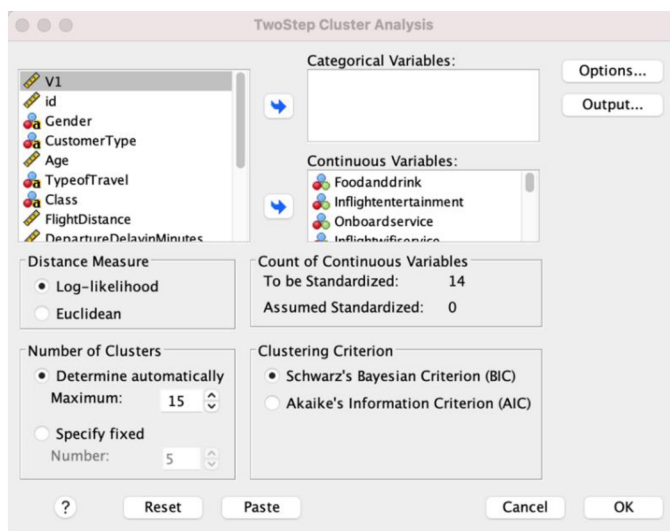 TwoStep Cluster Analysis
V1
id
Gender
CustomerType
Age
TypeofTravel
Class
FlightDistance
DepartureDelayinMinutes
Categorical Variables:
Continuous Variables:
Foodanddrink
Inflightentertainment
Onboardservice
Inflightwifiservice
Options...
Output...
Distance Measure
Log-likelihood
Euclidean
Count of Continuous Variables
To be Standardized: 14
Assumed Standardized: 0
Number of Clusters
Determine automatically
Maximum: 15
Specify fixed
Number: 5
Clustering Criterion
Schwarz's Bayesian Criterion (BIC)
Akaike's Information Criterion (AIC)
? Reset Paste Cancel OK